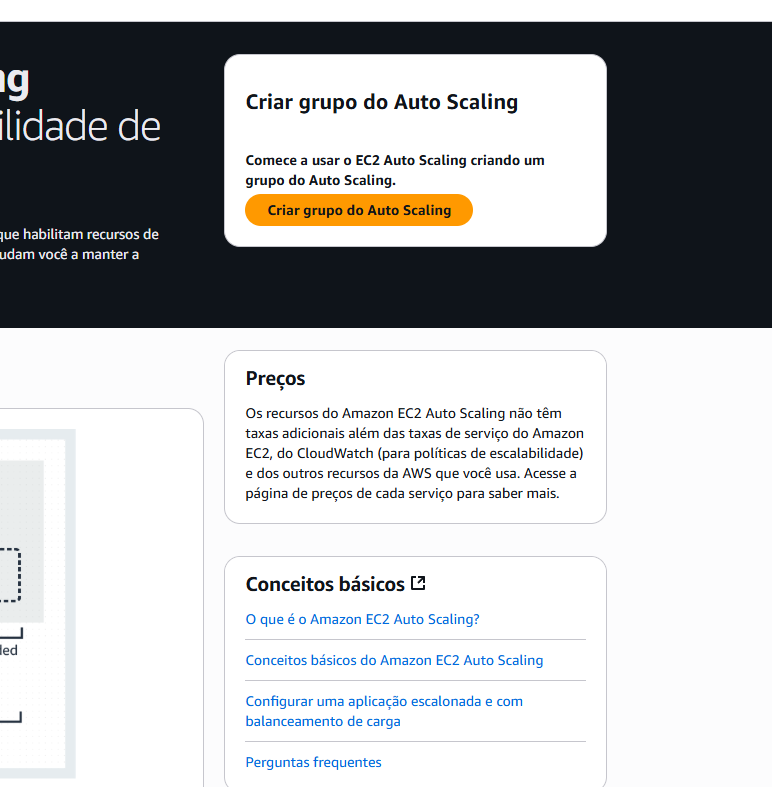 ng
ilidade de
que habilitam recursos de
udam você a manter a
Criar grupo do Auto Scaling
Comece a usar o EC2 Auto Scaling criando um
grupo do Auto Scaling.
Criar grupo do Auto Scaling
Preços
Os recursos do Amazon EC2 Auto Scaling não têm
taxas adicionais além das taxas de serviço do Amazon
EC2, do CloudWatch (para políticas de escalabilidade)
e dos outros recursos da AWS que você usa. Acesse a
página de preços de cada serviço para saber mais.
led
Conceitos básicos
O que é o Amazon EC2 Auto Scaling?
Conceitos básicos do Amazon EC2 Auto Scaling
Configurar uma aplicação escalonada e com
balanceamento de carga
Perguntas frequentes